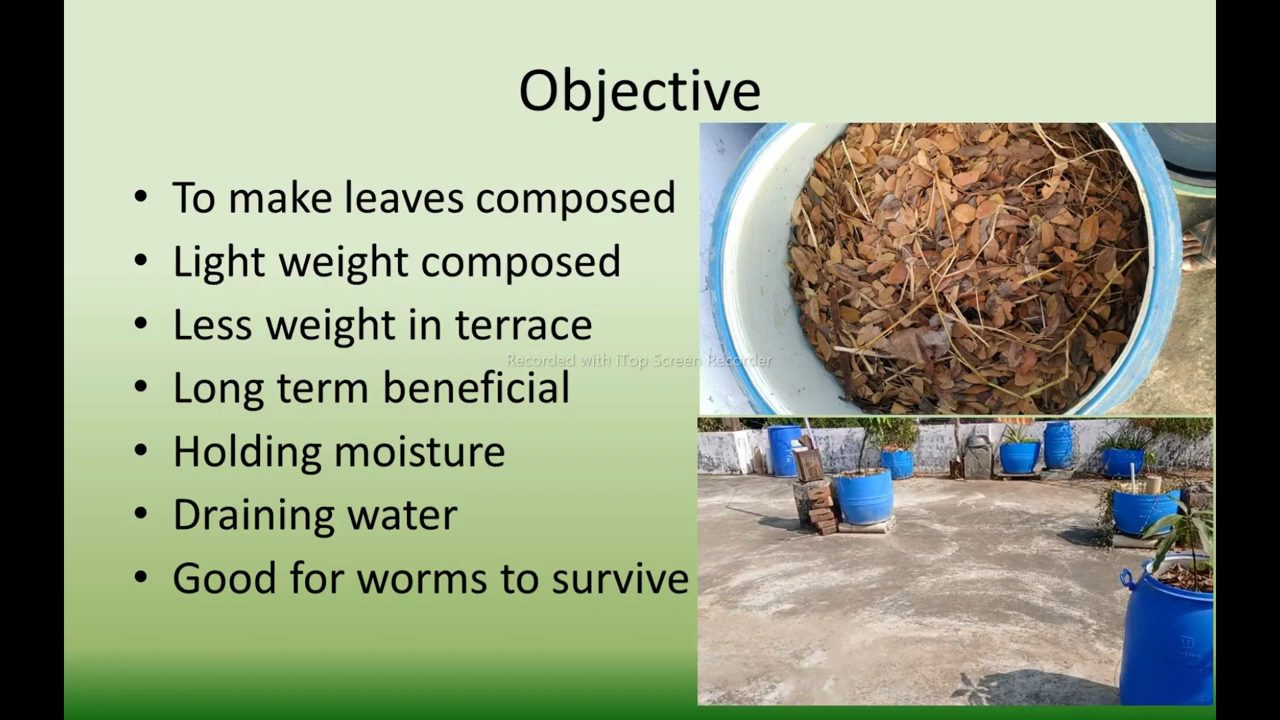 Objective
• To make leaves composed
• Light weight composed
• Less weight in terrace
Recorded with iTop Screen Recorder
• Long term beneficial
• Holding moisture
• Draining water
• Good for worms to survive